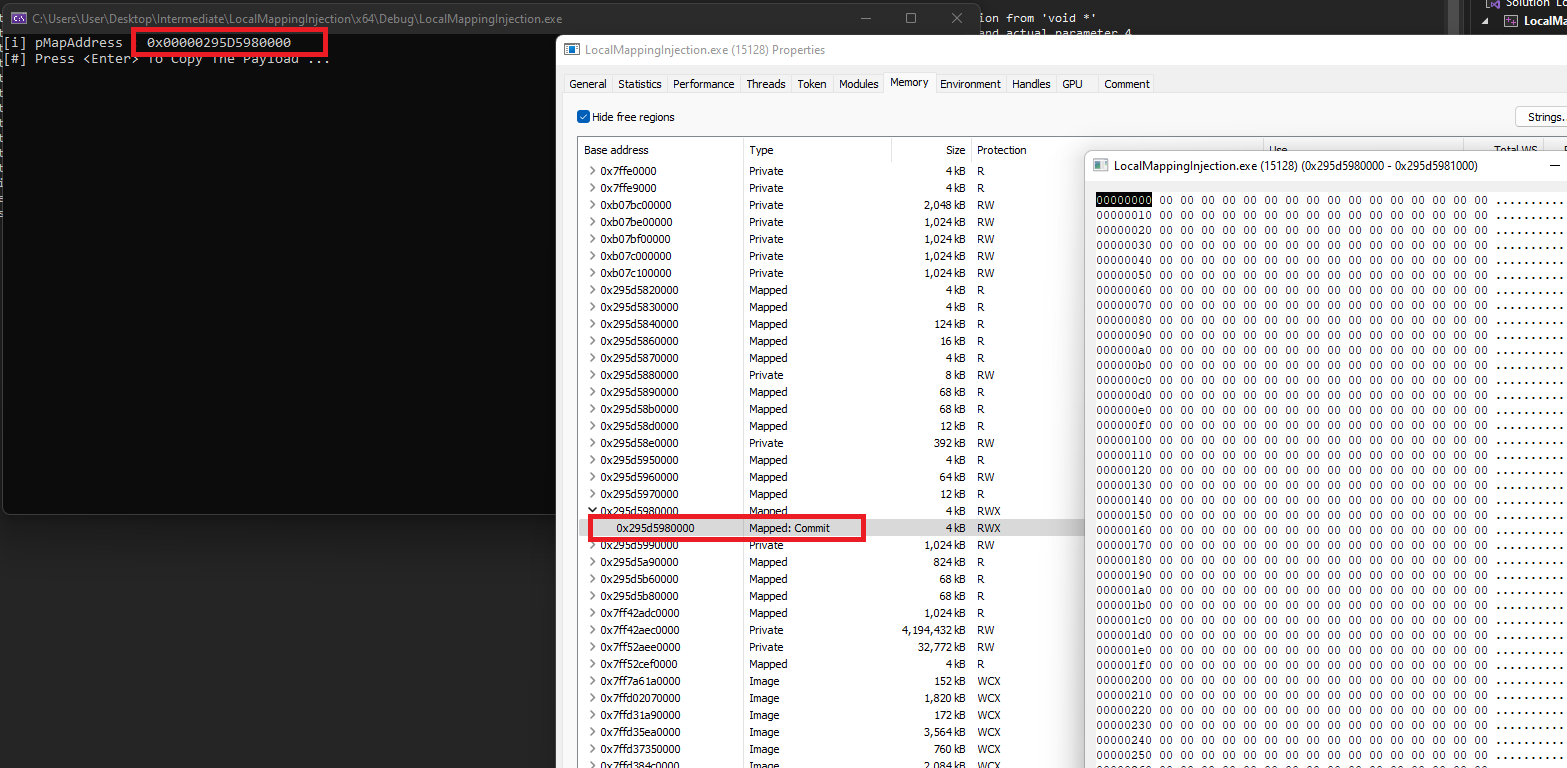 C:\Users\User\Desktop\Intermediate\LocalMappingInjection\x64\Debug\LocalMappingInjection.exe
[i] pMapAddress 0x00000295D5980000
[#] Press <Enter> To Copy The Payload ...
ion from 'void *'
and actual parameter 4
Solution
LocalMa
LocalMappingInjection.exe (15128) Properties
General Statistics Performance Threads Token Modules Memory Environment Handles GPU Comment
Hide free regions
Strings..
Base address Type Size Protection Use Total WS
0x7ffe0000 Private 4 kB R
0x7ffe9000 Private 4 kB R
0xb07bc00000 Private 2,048 kB RW
0xb07be00000 Private 1,024 kB RW
0xb07bf00000 Private 1,024 kB RW
0xb07c000000 Private 1,024 kB RW
0xb07c100000 Private 1,024 kB RW
0x295d5820000 Mapped 4 kB R
0x295d5830000 Mapped 4 kB R
0x295d5840000 Mapped 124 kB R
0x295d5860000 Mapped 16 kB R
0x295d5870000 Mapped 4 kB R
0x295d5880000 Private 8 kB RW
0x295d5890000 Mapped 68 kB R
0x295d58b0000 Mapped 68 kB R
0x295d58d0000 Mapped 12 kB R
0x295d58e0000 Private 392 kB RW
0x295d5950000 Mapped 4 kB R
0x295d5960000 Mapped 64 kB RW
0x295d5970000 Mapped 12 kB R
0x295d5980000 Mapped 4 kB RWX
0x295d5980000 Mapped: Commit 4 kB RWX
0x295d5990000 Private 1,024 kB RW
0x295d5a90000 Mapped 824 kB R
0x295d5b60000 Mapped 68 kB R
0x295d5b80000 Mapped 68 kB R
0x7ff42adc0000 Mapped 1,024 kB R
0x7ff42aec0000 Private 4,194,432 kB RW
0x7ff52aee0000 Private 32,772 kB RW
0x7ff52cef0000 Mapped 4 kB R
0x7ff7a61a0000 Image 152 kB WCX
0x7ffd02070000 Image 1,820 kB WCX
0x7ffd31a90000 Image 172 kB WCX
0x7ffd35ea0000 Image 3,564 kB WCX
0x7ffd37350000 Image 760 kB WCX
0x7ffd384c0000 Image 2,084 kB WCX
LocalMappingInjection.exe (15128) (0x295d5980000 - 0x295d5981000)
00000000 00 00 00 00 00 00 00 00 00 00 00 00 00 00 00 00 ..........
00000010 00 00 00 00 00 00 00 00 00 00 00 00 00 00 00 00 ..........
00000020 00 00 00 00 00 00 00 00 00 00 00 00 00 00 00 00 ..........
00000030 00 00 00 00 00 00 00 00 00 00 00 00 00 00 00 00 ..........
00000040 00 00 00 00 00 00 00 00 00 00 00 00 00 00 00 00 ..........
00000050 00 00 00 00 00 00 00 00 00 00 00 00 00 00 00 00 ..........
00000060 00 00 00 00 00 00 00 00 00 00 00 00 00 00 00 00 ..........
00000070 00 00 00 00 00 00 00 00 00 00 00 00 00 00 00 00 ..........
00000080 00 00 00 00 00 00 00 00 00 00 00 00 00 00 00 00 ..........
00000090 00 00 00 00 00 00 00 00 00 00 00 00 00 00 00 00 ..........
000000a0 00 00 00 00 00 00 00 00 00 00 00 00 00 00 00 00 ..........
000000b0 00 00 00 00 00 00 00 00 00 00 00 00 00 00 00 00 ..........
000000c0 00 00 00 00 00 00 00 00 00 00 00 00 00 00 00 00 ..........
000000d0 00 00 00 00 00 00 00 00 00 00 00 00 00 00 00 00 ..........
000000e0 00 00 00 00 00 00 00 00 00 00 00 00 00 00 00 00 ..........
000000f0 00 00 00 00 00 00 00 00 00 00 00 00 00 00 00 00 ..........
00000100 00 00 00 00 00 00 00 00 00 00 00 00 00 00 00 00 ..........
00000110 00 00 00 00 00 00 00 00 00 00 00 00 00 00 00 00 ..........
00000120 00 00 00 00 00 00 00 00 00 00 00 00 00 00 00 00 ..........
00000130 00 00 00 00 00 00 00 00 00 00 00 00 00 00 00 00 ..........
00000140 00 00 00 00 00 00 00 00 00 00 00 00 00 00 00 00 ..........
00000150 00 00 00 00 00 00 00 00 00 00 00 00 00 00 00 00 ..........
00000160 00 00 00 00 00 00 00 00 00 00 00 00 00 00 00 00 ..........
00000170 00 00 00 00 00 00 00 00 00 00 00 00 00 00 00 00 ..........
00000180 00 00 00 00 00 00 00 00 00 00 00 00 00 00 00 00 ..........
00000190 00 00 00 00 00 00 00 00 00 00 00 00 00 00 00 00 ..........
000001a0 00 00 00 00 00 00 00 00 00 00 00 00 00 00 00 00 ..........
000001b0 00 00 00 00 00 00 00 00 00 00 00 00 00 00 00 00 ..........
000001c0 00 00 00 00 00 00 00 00 00 00 00 00 00 00 00 00 ..........
000001d0 00 00 00 00 00 00 00 00 00 00 00 00 00 00 00 00 ..........
000001e0 00 00 00 00 00 00 00 00 00 00 00 00 00 00 00 00 ..........
000001f0 00 00 00 00 00 00 00 00 00 00 00 00 00 00 00 00 ..........
00000200 00 00 00 00 00 00 00 00 00 00 00 00 00 00 00 00 ..........
00000210 00 00 00 00 00 00 00 00 00 00 00 00 00 00 00 00 ..........
00000220 00 00 00 00 00 00 00 00 00 00 00 00 00 00 00 00 ..........
00000230 00 00 00 00 00 00 00 00 00 00 00 00 00 00 00 00 ..........
00000240 00 00 00 00 00 00 00 00 00 00 00 00 00 00 00 00 ..........
00000250 00 00 00 00 00 00 00 00 00 00 00 00 00 00 00 00 ..........